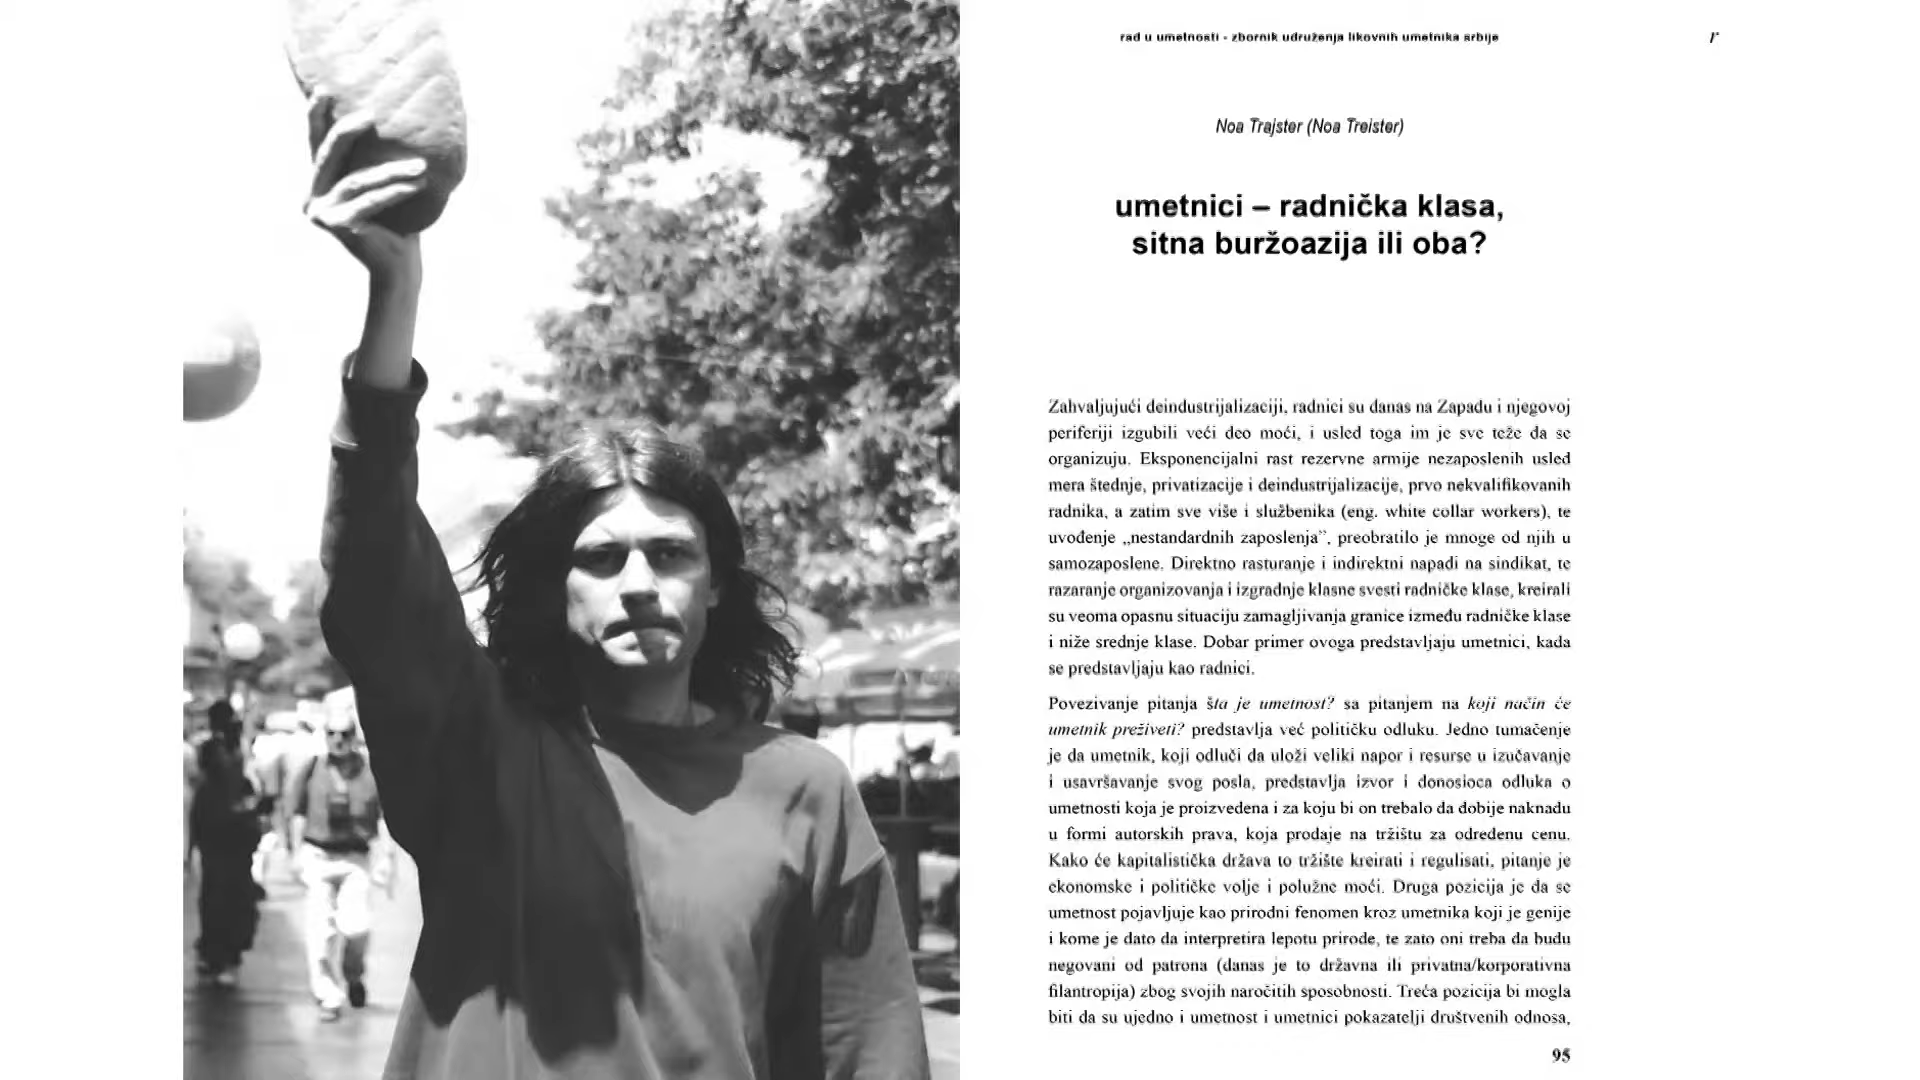 rad u umetnosti - zbornik udruženja likovnih umetnika srbije
r
Noa Trajster (Noa Treister)
umetnici – radnička klasa,
sitna buržoazija ili oba?
Zahvaljujući deindustrijalizaciji, radnici su danas na Zapadu i njegovoj
periferiji izgubili veći deo moći, i usled toga im je sve teže da se
organizuju. Eksponencijalni rast rezervne armije nezaposlenih usled
mera štednje, privatizacije i deindustrijalizacije, prvo nekvalifikovanih
radnika, a zatim sve više i službenika (eng. white collar workers), te
uvođenje „nestandardnih zaposlenja”, preobratilo je mnoge od njih u
samozaposlene. Direktno rasturanje i indirektni napadi na sindikat, te
razaranje organizovanja i izgradnje klasne svesti radničke klase, kreirali
su veoma opasnu situaciju zamagljivanja granice između radničke klase
i niže srednje klase. Dobar primer ovoga predstavljaju umetnici, kada
se predstavljaju kao radnici.
Povezivanje pitanja šta je umetnost? sa pitanjem na koji način će
umetnik preživeti? predstavlja već političku odluku. Jedno tumačenje
je da umetnik, koji odluči da uloži veliki napor i resurse u izučavanje
i usavršavanje svog posla, predstavlja izvor i donosioca odluka o
umetnosti koja je proizvedena i za koju bi on trebalo da dobije naknadu
u formi autorskih prava, koja prodaje na tržištu za određenu cenu.
Kako će kapitalistička država to tržište kreirati i regulisati, pitanje je
ekonomske i političke volje i polužne moći. Druga pozicija je da se
umetnost pojavljuje kao prirodni fenomen kroz umetnika koji je genije
i kome je dato da interpretira lepotu prirode, te zato oni treba da budu
negovani od patrona (danas je to državna ili privatna/korporativna
filantropija) zbog svojih naročitih sposobnosti. Treća pozicija bi mogla
biti da su ujedno i umetnost i umetnici pokazatelji društvenih odnosa,
95